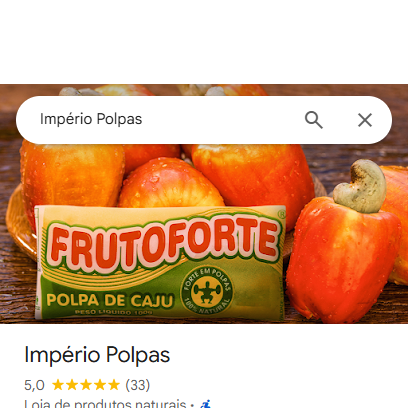 Império Polpas
FRUTOFORTE
POLPA DE CAJU
FORTE EM POLPAS
100% NATURAL
PESO LÍQUIDO 100g
Império Polpas
5,0 (33)
Loja de produtos naturais ·